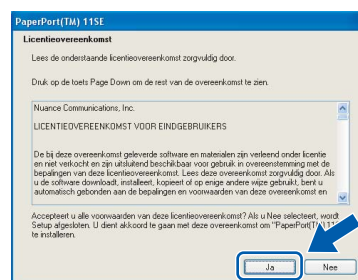 PaperPort(TM) 11SE
Licentieovereenkomst
Lees de onderstaande licentieovereenkomst zorgvuldig door.
Druk op de toets Page Down om de rest van de overeenkomst te zien.
Nuance Communications, Inc.
LICENTIEOVEREENKOMST VOOR EINDGEBRUIKERS
De bij deze overeenkomst geleverde software en materialen zijn verleend onder licentie
en niet verkocht en zijn uitsluitend beschikbaar voor gebruik in overeenstemming met de
bepalingen van deze licentieovereenkomst. Lees deze overeenkomst zorgvuldig door. Als
u de software downloadt, installeert, kopieert of op enige andere wijze gebruikt, bent u
automatisch gebonden aan de bepalingen en voorwaarden van deze overeenkomst en
Accepteert u alle voorwaarden van deze licentieovereenkomst? Als u Nee selecteert, wordt
Setup afgesloten. U dient akkoord te gaan met deze overeenkomst om "PaperPort(TM) 11
te installeren.
Ja
Nee